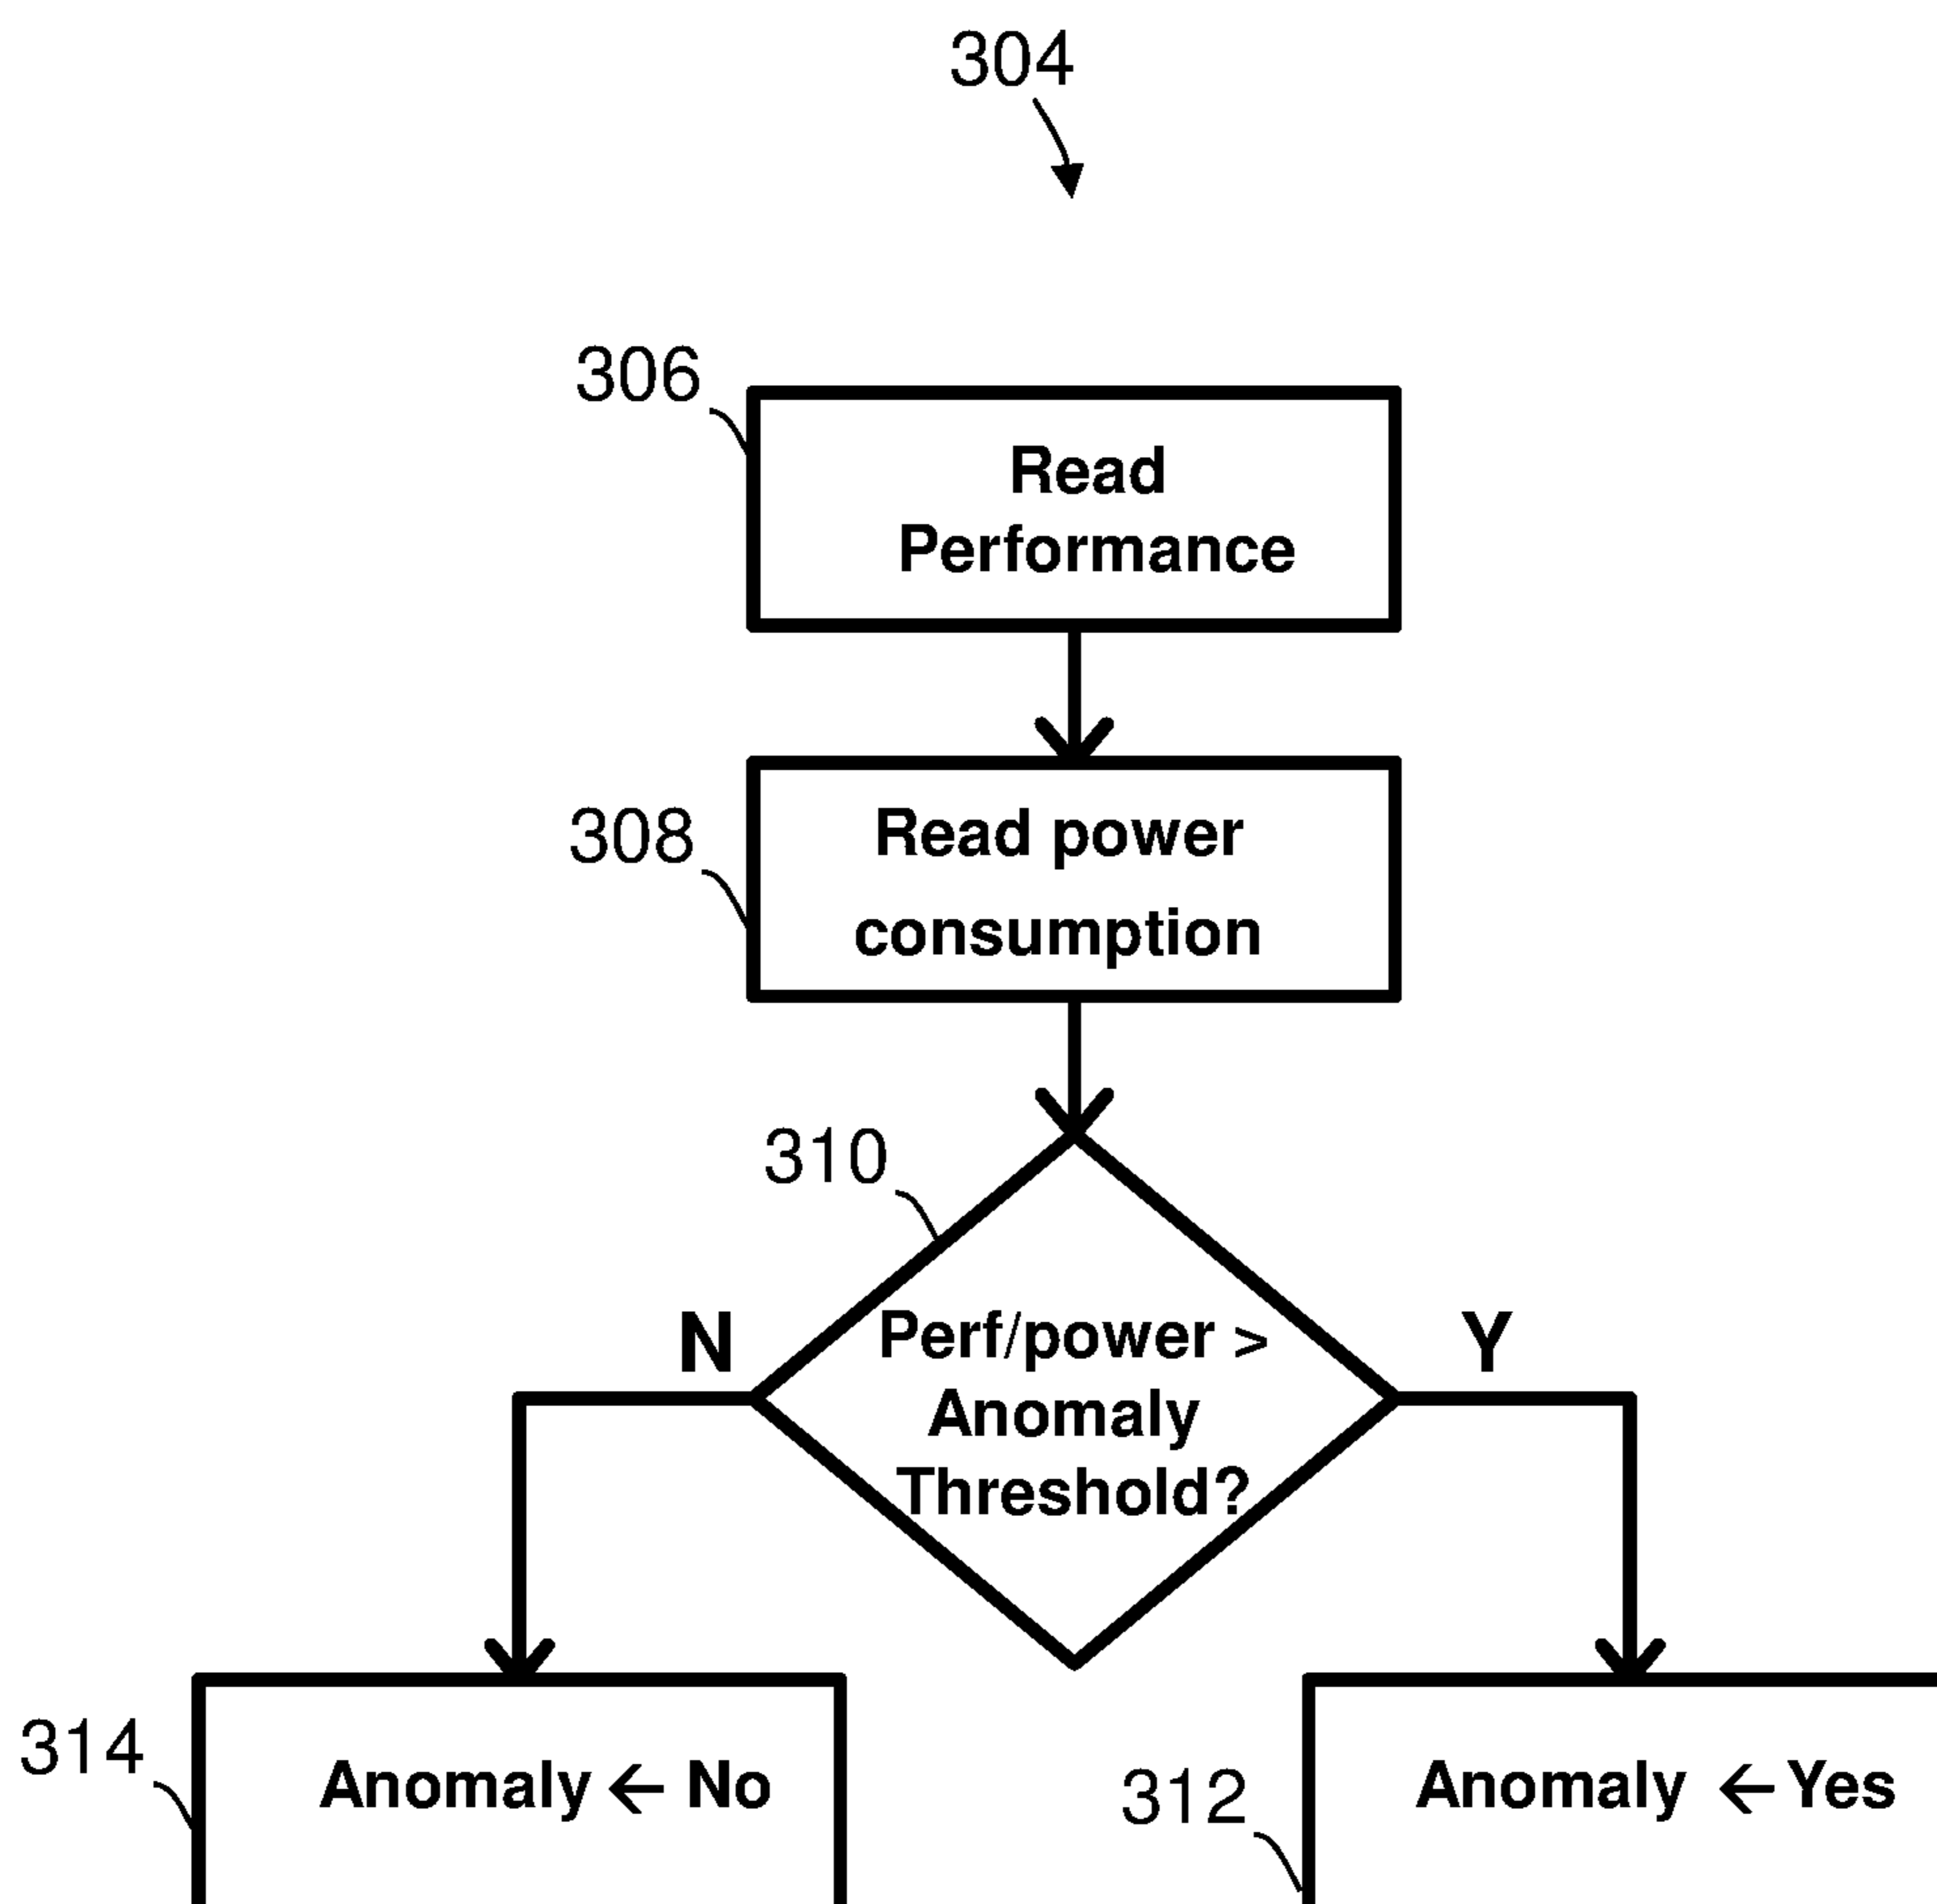 304
306
Read
Performance
308
Read power
consumption
310
N
Perf/power >
Anomaly
Threshold?
Y
314
Anomaly ← No
312
Anomaly ← Yes